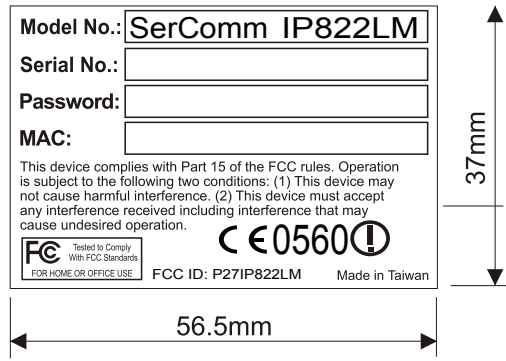 Model No.: SerComm IP822LM
Serial No.:
Password:
MAC:
This device complies with Part 15 of the FCC rules. Operation
is subject to the following two conditions: (1) This device may
not cause harmful interference. (2) This device must accept
any interference received including interference that may
cause undesired operation.
FC Tested to Comply
With FCC Standards
FOR HOME OR OFFICE USE
CE0560!
FCC ID: P27IP822LM Made in Taiwan
37mm
56.5mm